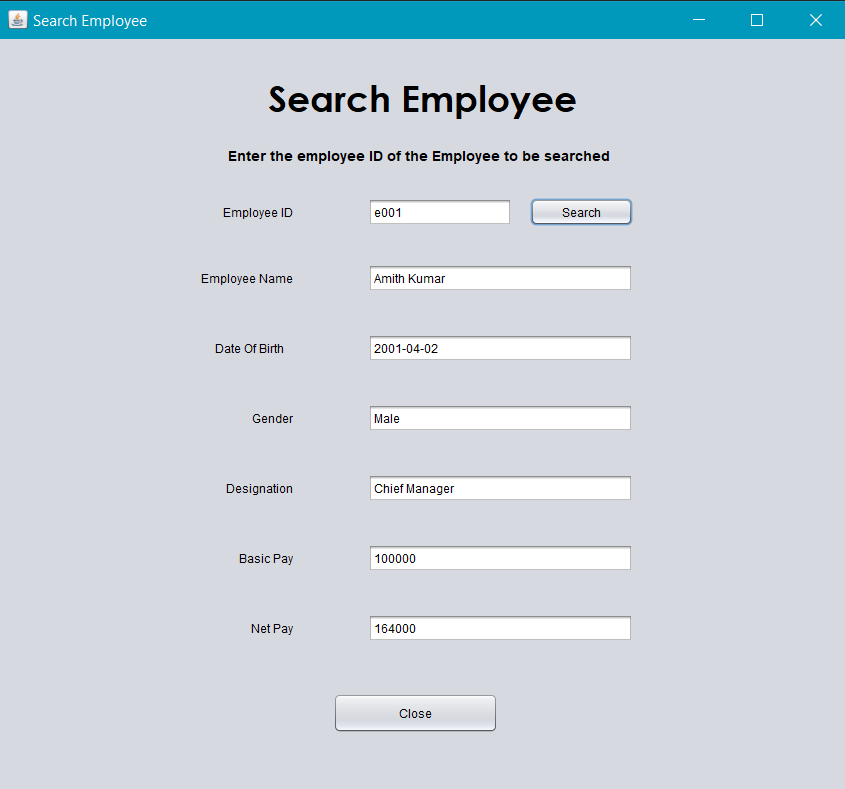 Search Employee
Search Employee
Enter the employee ID of the Employee to be searched
Employee ID e001 Search
Employee Name Amith Kumar
Date Of Birth 2001-04-02
Gender Male
Designation Chief Manager
Basic Pay 100000
Net Pay 164000
Close